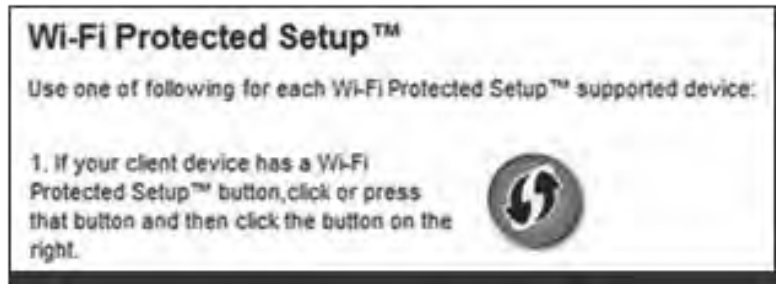 Wi-Fi Protected Setup™
Use one of following for each Wi-Fi Protected Setup™ supported device:
1. If your client device has a Wi-Fi
Protected Setup™ button,click or press
that button and then click the button on the
right.